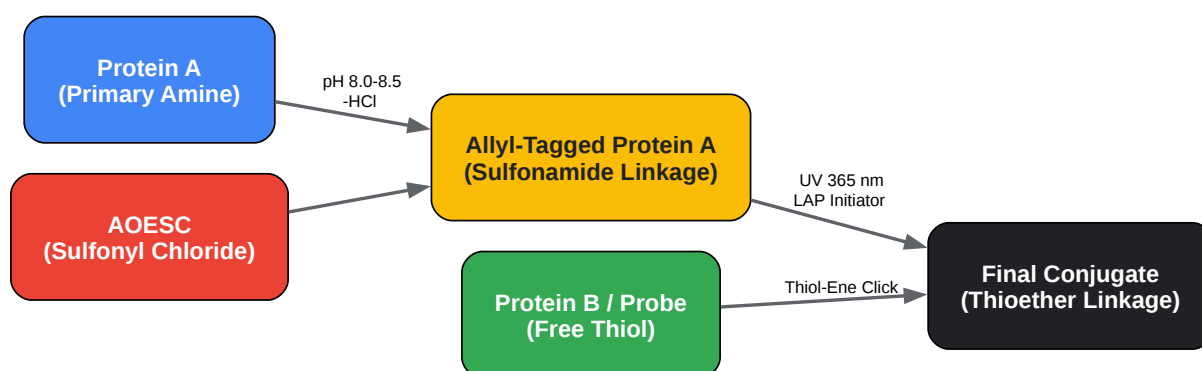 Protein A
(Primary Amine)
pH 8.0-8.5
-HCl
AOESC
(Sulfonyl Chloride)
Allyl-Tagged Protein A
(Sulfonamide Linkage)
UV 365 nm
LAP Initiator
Protein B / Probe
(Free Thiol)
Thiol-Ene Click
Final Conjugate
(Thioether Linkage)